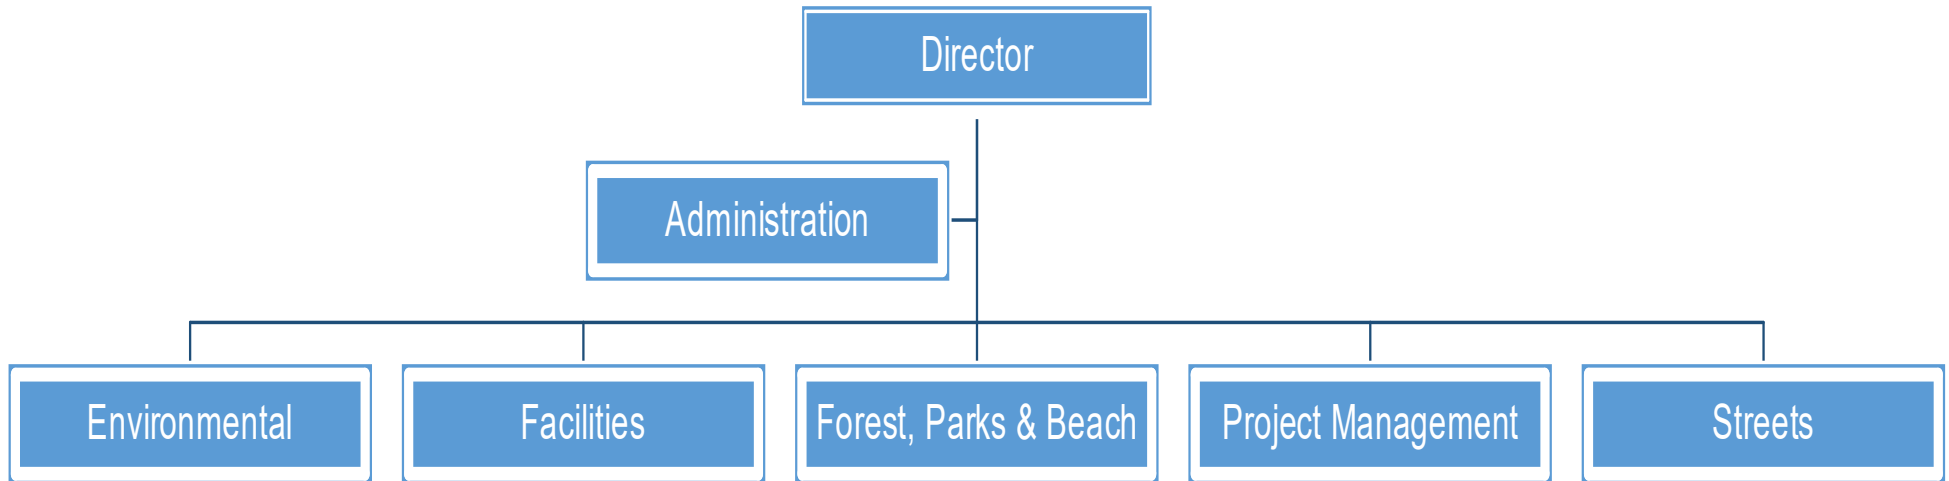 Director
Administration
Environmental
Facilities
Forest, Parks & Beach
Project Management
Streets